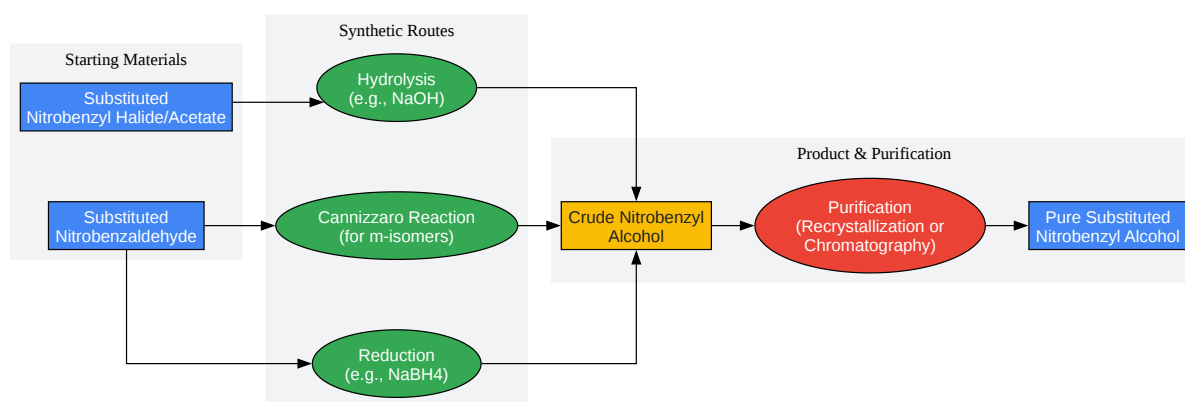 Synthetic Routes
Starting Materials
Hydrolysis
(e.g., NaOH)
Substituted
Nitrobenzyl Halide/Acetate
Product & Purification
Substituted
Nitrobenzaldehyde
Cannizzaro Reaction
(for m-isomers)
Crude Nitrobenzyl
Alcohol
Purification
(Recrystallization or
Chromatography)
Pure Substituted
Nitrobenzyl Alcohol
Reduction
(e.g., NaBH4)